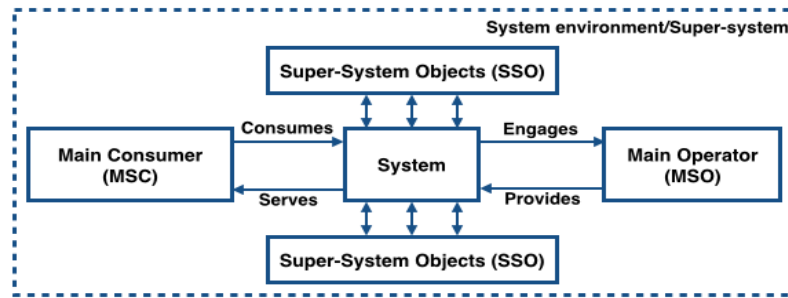 System environment/Super-system
Super-System Objects (SSO)
Consumes
Engages
Main Consumer
(MSC)
System
Main Operator
(MSO)
Serves
Provides
Super-System Objects (SSO)